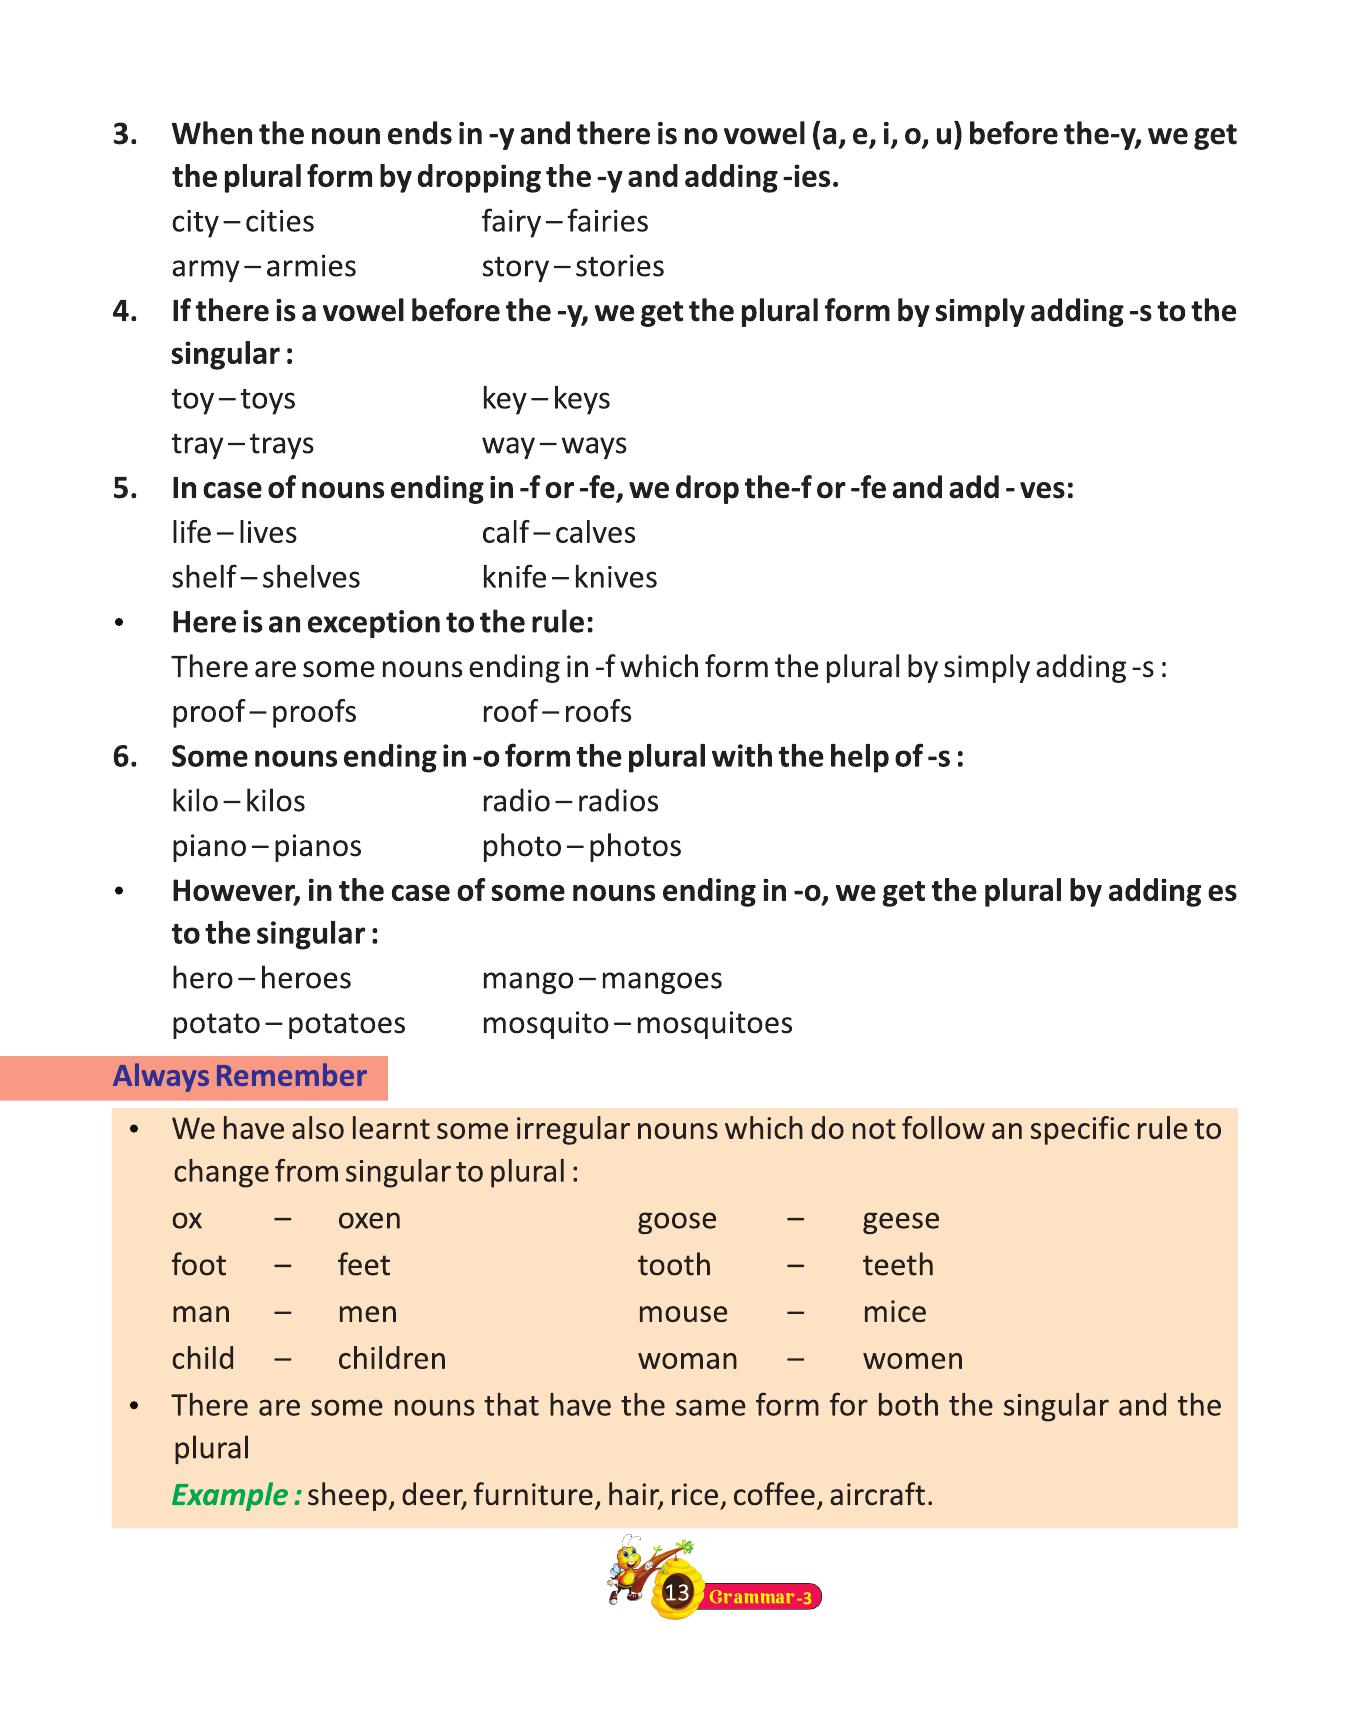 3. When the noun ends in -y and there is no vowel (a, e, i, o, u) before the-y, we get
the plural form by dropping the -y and adding -ies.
city – cities fairy – fairies
army – armies story – stories
4. If there is a vowel before the -y, we get the plural form by simply adding -s to the
singular :
toy – toys key – keys
tray – trays way – ways
5. In case of nouns ending in -f or -fe, we drop the-f or -fe and add - ves:
life – lives calf – calves
shelf – shelves knife – knives
• Here is an exception to the rule:
There are some nouns ending in -f which form the plural by simply adding -s :
proof – proofs roof – roofs
6. Some nouns ending in -o form the plural with the help of -s :
kilo – kilos radio – radios
piano – pianos photo – photos
• However, in the case of some nouns ending in -o, we get the plural by adding es
to the singular :
hero – heroes mango – mangoes
potato – potatoes mosquito – mosquitoes
Always Remember
• We have also learnt some irregular nouns which do not follow an specific rule to
change from singular to plural :
ox – oxen goose – geese
foot – feet tooth – teeth
man – men mouse – mice
child – children woman – women
• There are some nouns that have the same form for both the singular and the
plural
Example : sheep, deer, furniture, hair, rice, coffee, aircraft.
13 Grammar-3